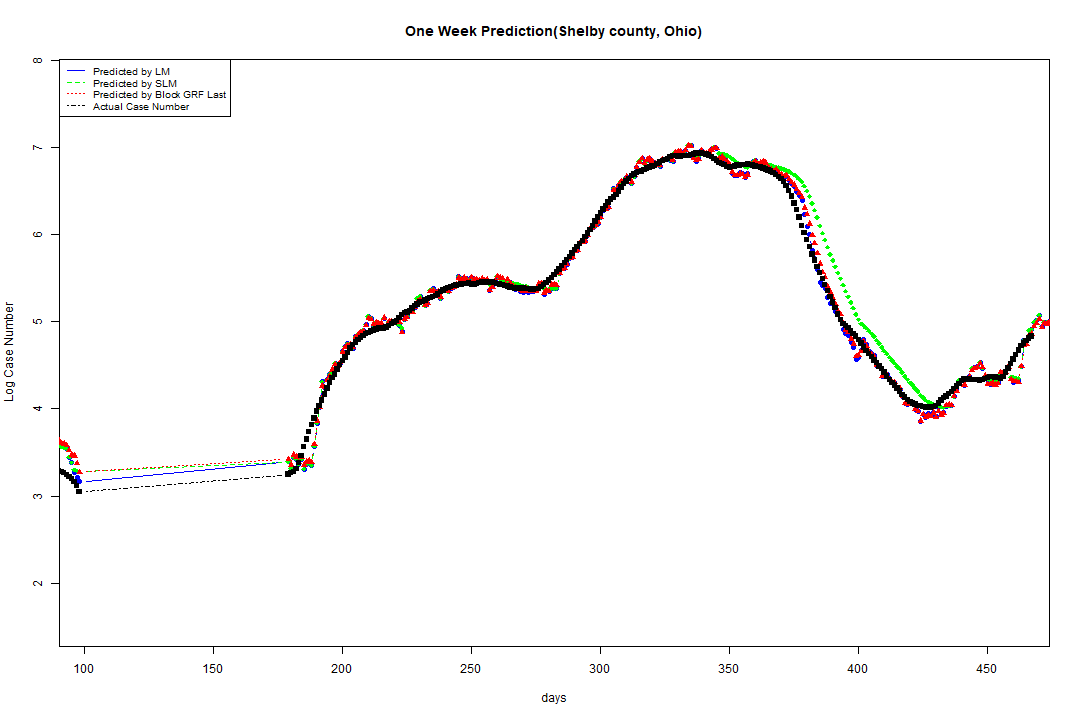 One Week Prediction(Shelby county, Ohio)
Predicted by LM
Predicted by SLM
Predicted by Block GRF Last
Actual Case Number
8
7
6
5
4
3
2
Log Case Number
100 150 200 250 300 350 400 450
days